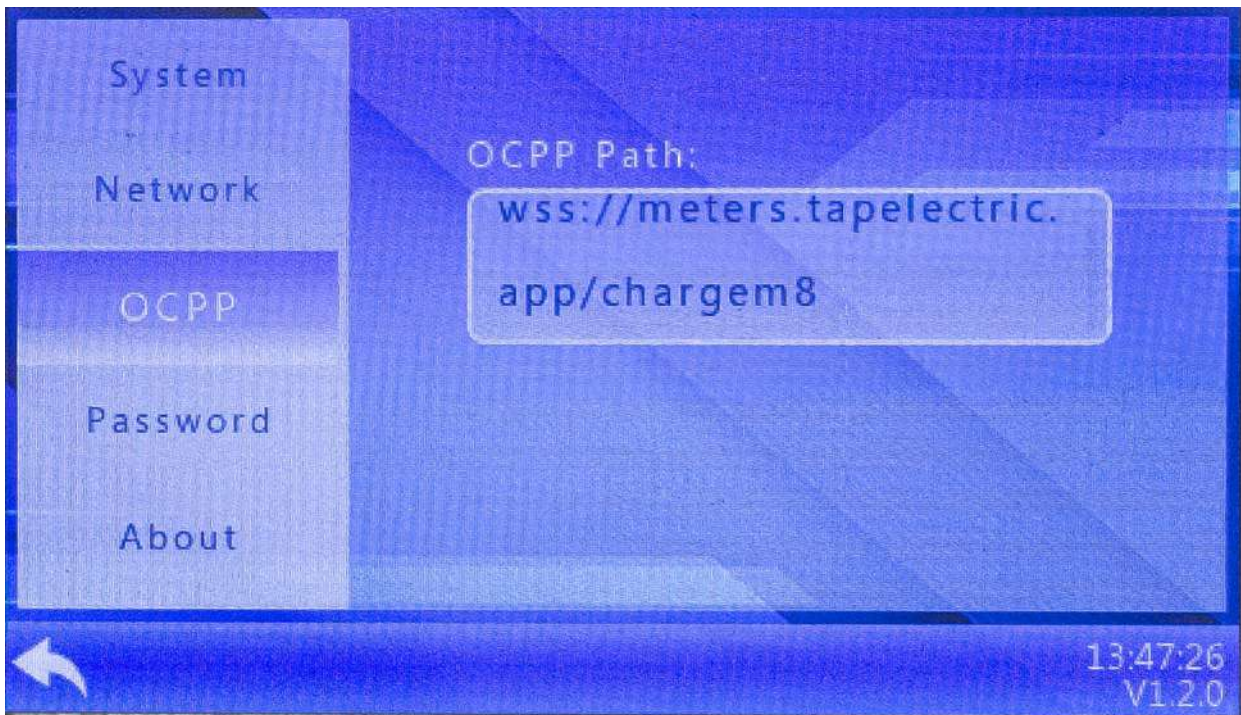 System
Network
OCPP
Password
About
OCPP Path:
wss://meters.tapelectric.
app/chargem8
13:47:26
V1.2.0